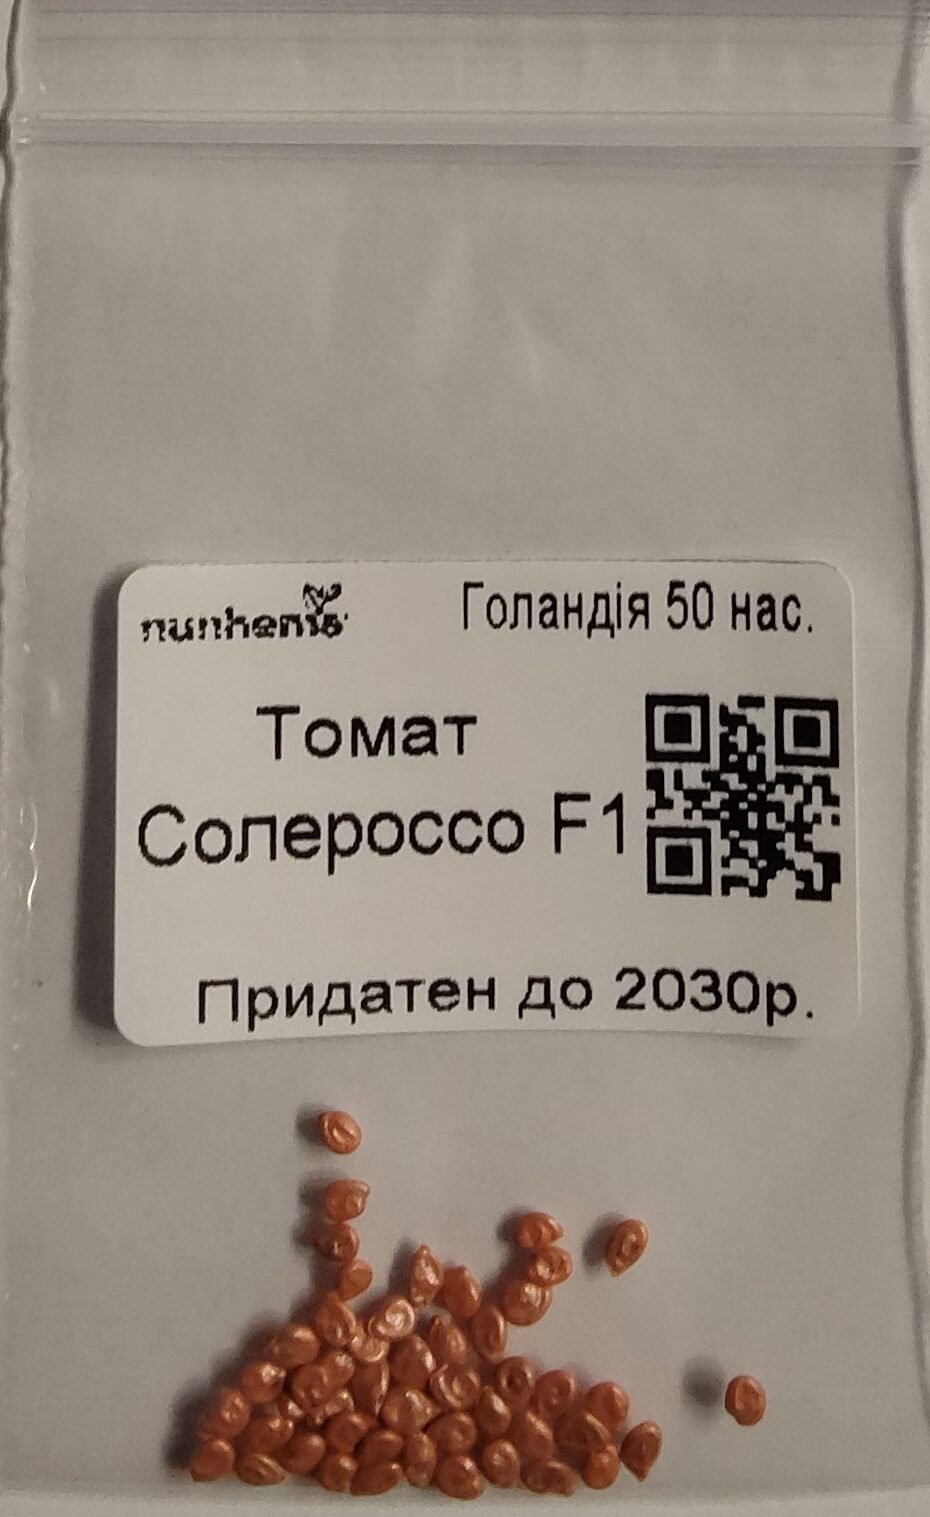 nunhems
Голандія 50 нас.
Томат
Солероссо F1
Придатен до 2030р.